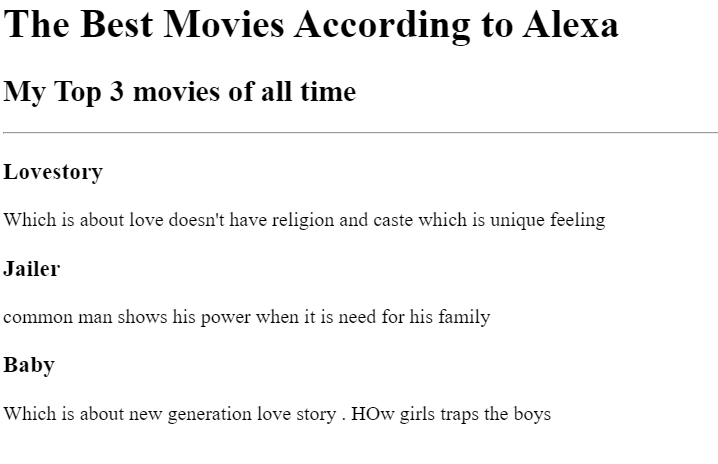 The Best Movies According to Alexa
My Top 3 movies of all time
Lovestory
Which is about love doesn't have religion and caste which is unique feeling
Jailer
common man shows his power when it is need for his family
Baby
Which is about new generation love story . HOw girls traps the boys